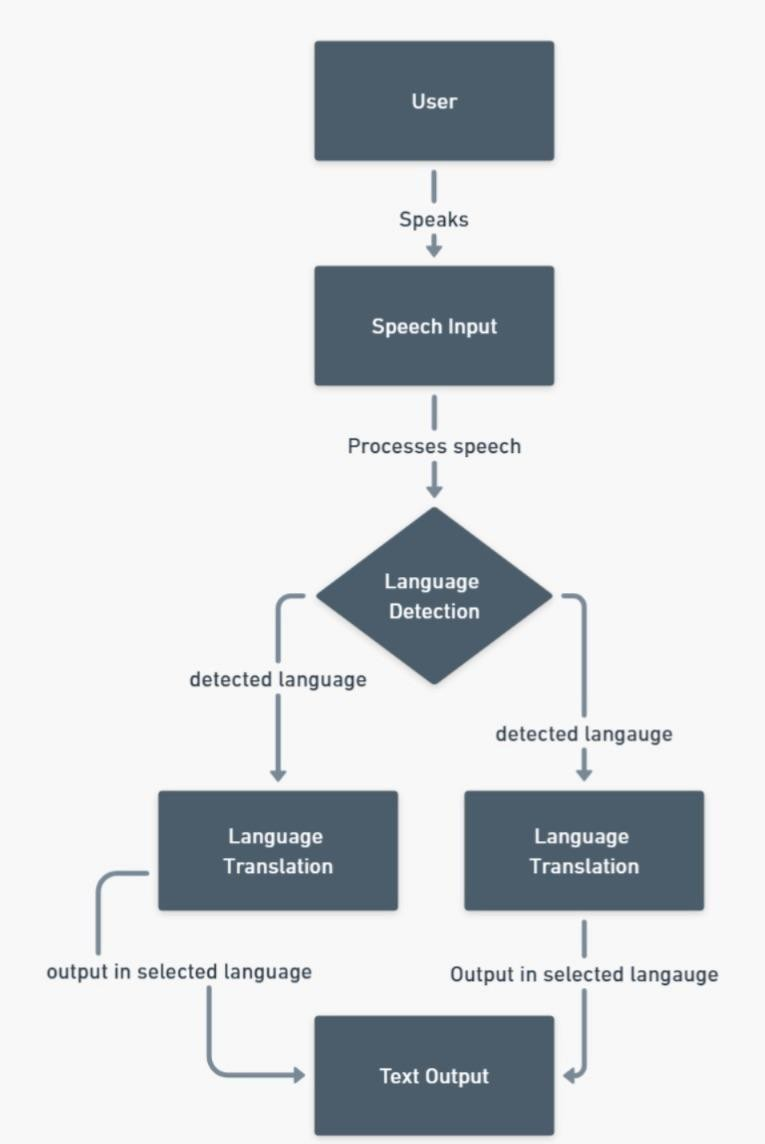 User
Speaks
Speech Input
Processes speech
Language
Detection
detected language
detected langauge
Language
Translation
Language
Translation
output in selected language
Output in selected langauge
Text Output